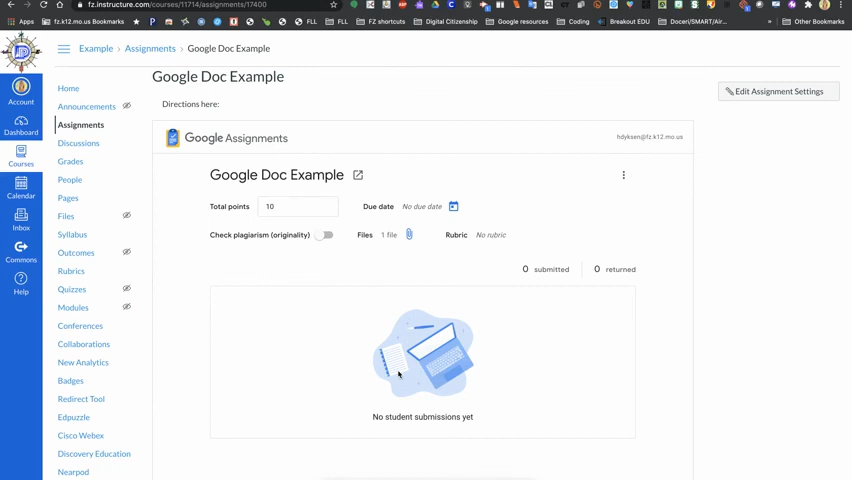 fz.instructure.com/courses/11714/assignments/17400
Apps fz.k12.mo.us Bookmarks FLL FLL FZ shortcuts Digital Citizenship Google resources Coding Breakout EDU Doceri/SMART/Air... » Other Bookmarks
Example › Assignments › Google Doc Example
Google Doc Example
Edit Assignment Settings
Directions here:
Account
Dashboard
Courses
Calendar
Inbox
Commons
Help
Home
Announcements
Assignments
Discussions
Grades
People
Pages
Files
Syllabus
Outcomes
Rubrics
Quizzes
Modules
Conferences
Collaborations
New Analytics
Badges
Redirect Tool
Edpuzzle
Cisco Webex
Discovery Education
Nearpod
Google Assignments
hdyksen@fz.k12.mo.us
Google Doc Example
Total points 10 Due date No due date
Check plagiarism (originality) Files 1 file Rubric No rubric
0 submitted 0 returned
No student submissions yet